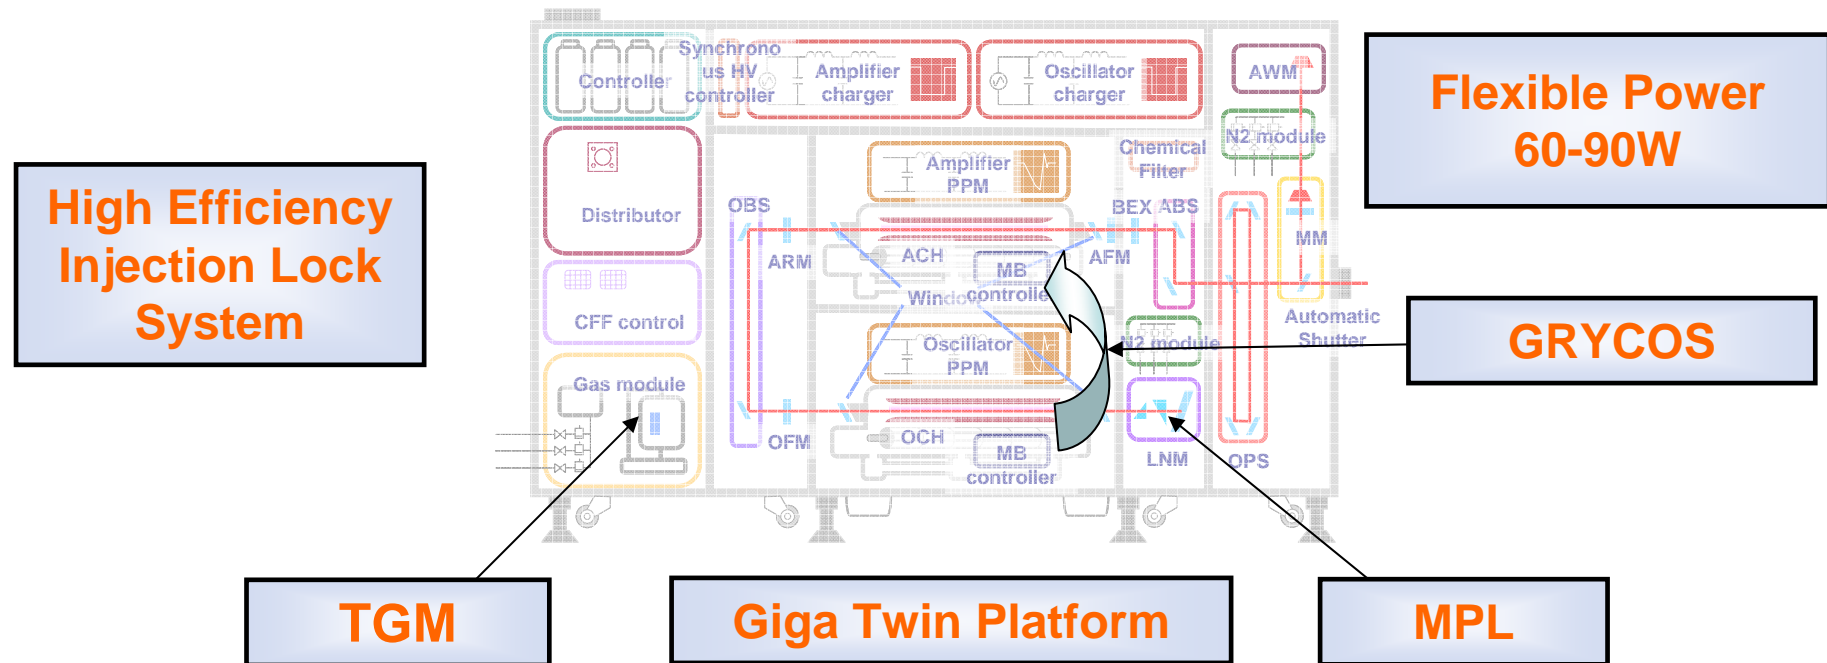 Synchrono
us HV
controller
Controller
Amplifier
charger
Oscillator
charger
AWM
Flexible Power
60-90W
N2 module
Chemical
Filter
Amplifier
PPM
High Efficiency
Injection Lock
System
Distributor
OBS
BEX ABS
MM
ARM
ACH
AFM
MB
controller
Window
CFF control
Automatic
Shutter
GRYCOS
Oscillator
PPM
N2 module
Gas module
OFM
OCH
MB
controller
LNM
OPS
TGM
Giga Twin Platform
MPL